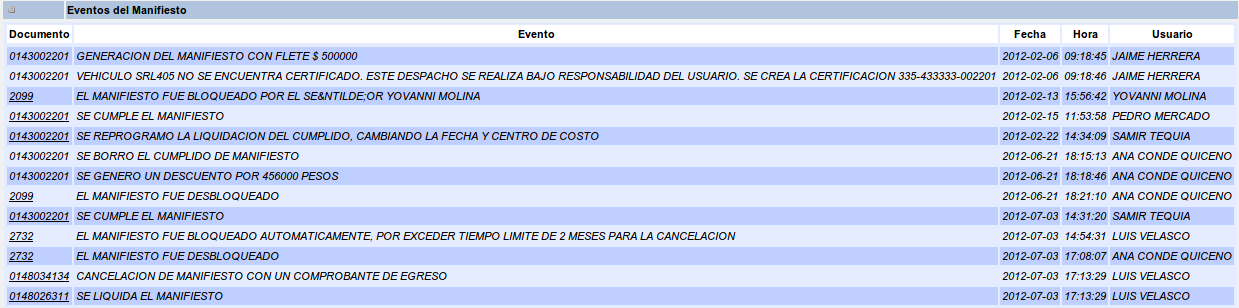 Eventos del Manifiesto
Documento Evento Fecha Hora Usuario
0143002201 GENERACION DEL MANIFIESTO CON FLETE $ 500000 2012-02-06 09:18:45 JAIME HERRERA
0143002201 VEHICULO SRL405 NO SE ENCUENTRA CERTIFICADO. ESTE DESPACHO SE REALIZA BAJO RESPONSABILIDAD DEL USUARIO. SE CREA LA CERTIFICACION 335-433333-002201 2012-02-06 09:18:46 JAIME HERRERA
2099 EL MANIFIESTO FUE BLOQUEADO POR EL SE&NTILDE;OR YOVANNI MOLINA 2012-02-13 15:56:42 YOVANNI MOLINA
0143002201 SE CUMPLE EL MANIFIESTO 2012-02-15 11:53:58 PEDRO MERCADO
0143002201 SE REPROGRAMO LA LIQUIDACION DEL CUMPLIDO, CAMBIANDO LA FECHA Y CENTRO DE COSTO 2012-02-22 14:34:09 SAMIR TEQUIA
0143002201 SE BORRO EL CUMPLIDO DE MANIFIESTO 2012-06-21 18:15:13 ANA CONDE QUICENO
0143002201 SE GENERO UN DESCUENTO POR 456000 PESOS 2012-06-21 18:18:46 ANA CONDE QUICENO
2099 EL MANIFIESTO FUE DESBLOQUEADO 2012-06-21 18:21:10 ANA CONDE QUICENO
0143002201 SE CUMPLE EL MANIFIESTO 2012-07-03 14:31:20 SAMIR TEQUIA
2732 EL MANIFIESTO FUE BLOQUEADO AUTOMATICAMENTE, POR EXCEDER TIEMPO LIMITE DE 2 MESES PARA LA CANCELACION 2012-07-03 14:54:31 LUIS VELASCO
2732 EL MANIFIESTO FUE DESBLOQUEADO 2012-07-03 17:08:07 ANA CONDE QUICENO
0148034134 CANCELACION DE MANIFIESTO CON UN COMPROBANTE DE EGRESO 2012-07-03 17:13:29 LUIS VELASCO
0148026311 SE LIQUIDA EL MANIFIESTO 2012-07-03 17:13:29 LUIS VELASCO